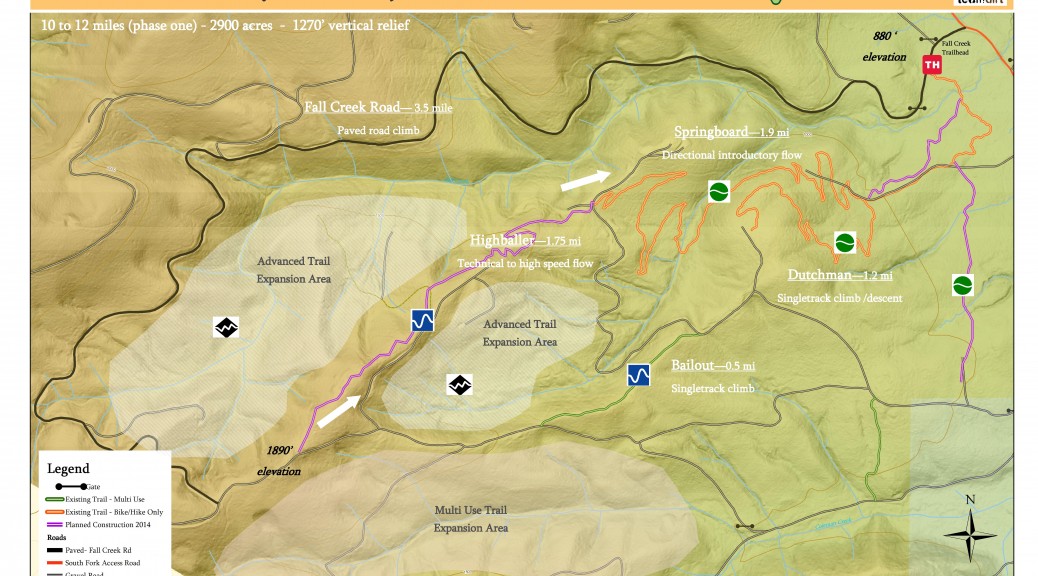 10 to 12 miles (phase one) - 2900 acres - 1270' vertical relief
880 '
elevation
Fall Creek
Trailhead
TH
Fall Creek Road—3.5 mile
Paved road climb
Springboard—1.9 mi
Directional introductory flow
Highballer—1.75 mi
Technical to high speed flow
Advanced Trail
Expansion Area
Dutchman—1.2 mi
Singletrack climb /descent
Advanced Trail
Expansion Area
Bailout—0.5 mi
Singletrack climb
1890'
elevation
Multi Use Trail
Expansion Area
N
Legend
Gate
Existing Trail - Multi Use
Existing Trail - Bike/Hike Only
Planned Construction 2014
Roads
Paved- Fall Creek Rd
South Fork Access Road
Gravel Road